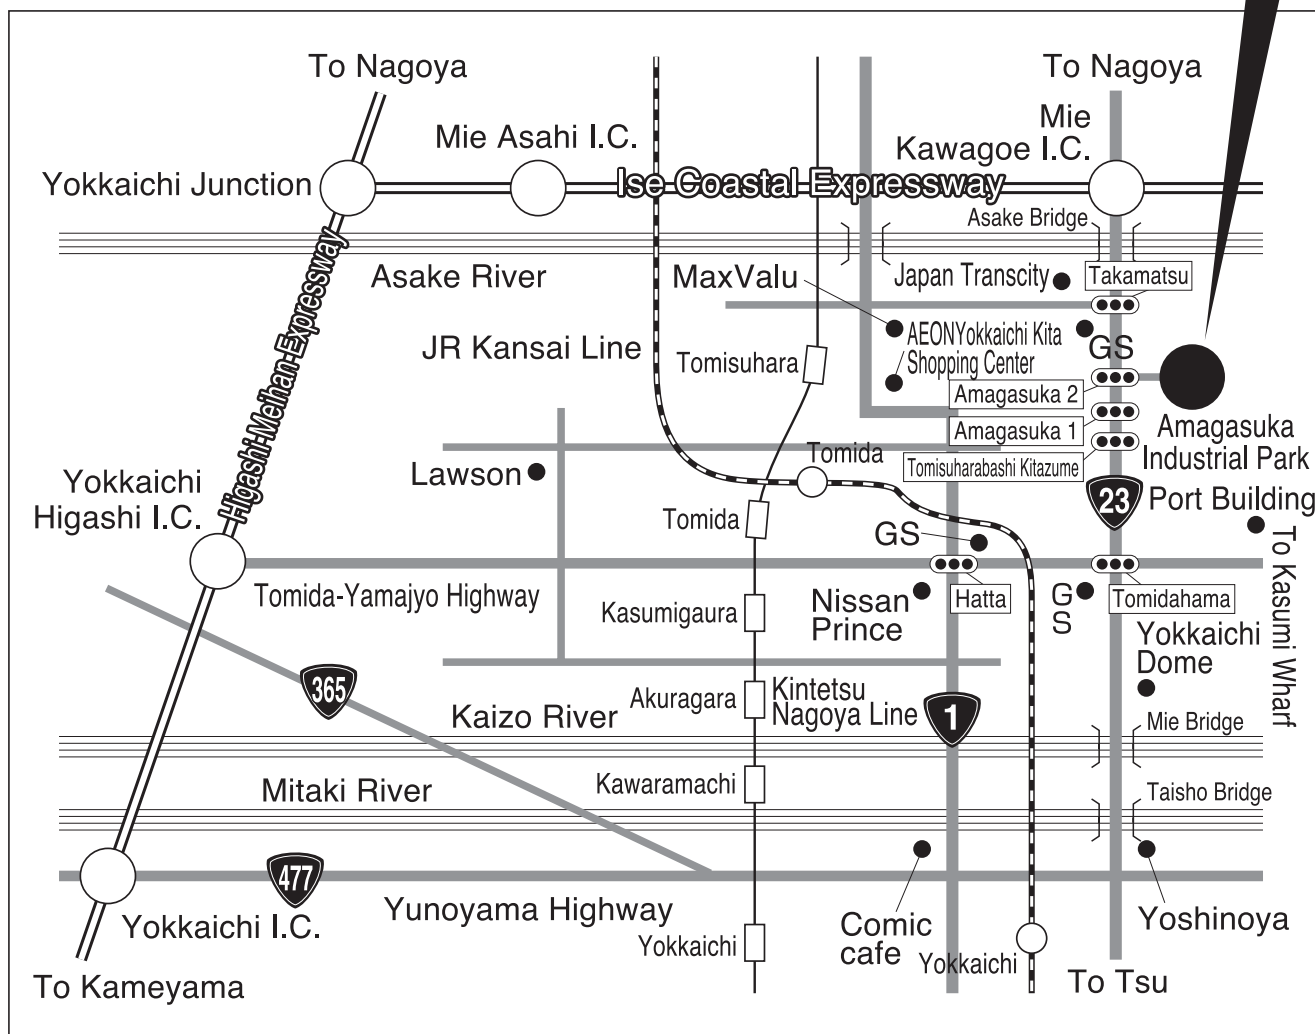 To Nagoya
To Nagoya
Mie Asahi I.C.
Mie
Kawagoe I.C.
Yokkaichi Junction
Ise Coastal Expressway
Asake Bridge
Asake River
MaxValu
Japan Transcity
Takamatsu
Higashi-Meihan-Expressway
JR Kansai Line
Tomisuhara
AEONYokkaichi Kita
Shopping Center
GS
Amagasuka 2
Amagasuka 1
Tomisuharabashi Kitazume
Amagasuka
Industrial Park
Yokkaichi
Higashi I.C.
Lawson
Tomida
Tomida
23
Port Building
GS
To Kasumi Wharf
Tomida-Yamajyo Highway
Kasumigaura
Nissan
Prince
Hatta
G
S
Tomidahama
Yokkaichi
Dome
365
Akuragara
Kintetsu
Nagoya Line
1
Kaizo River
Mie Bridge
Mitaki River
Kawaramachi
Taisho Bridge
477
Yokkaichi I.C.
Yunoyama Highway
Yokkaichi
Comic
cafe
Yokkaichi
Yoshinoya
To Kameyama
To Tsu